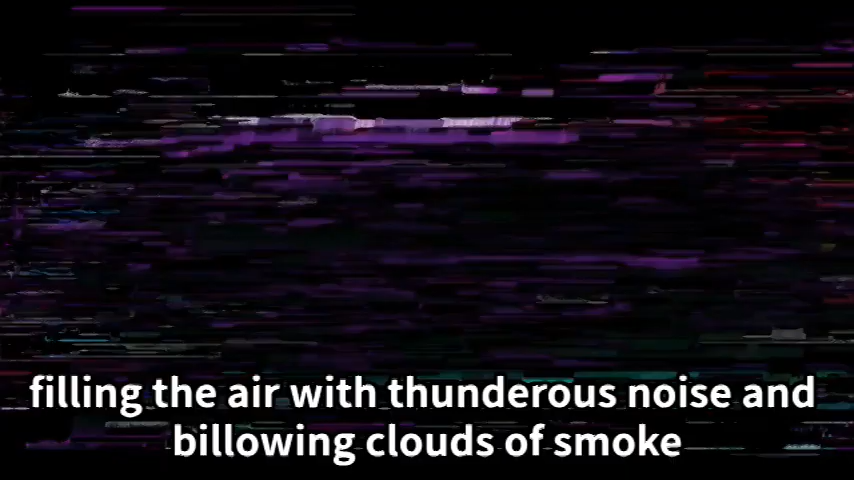 filling the air with thunderous noise and
billowing clouds of smoke